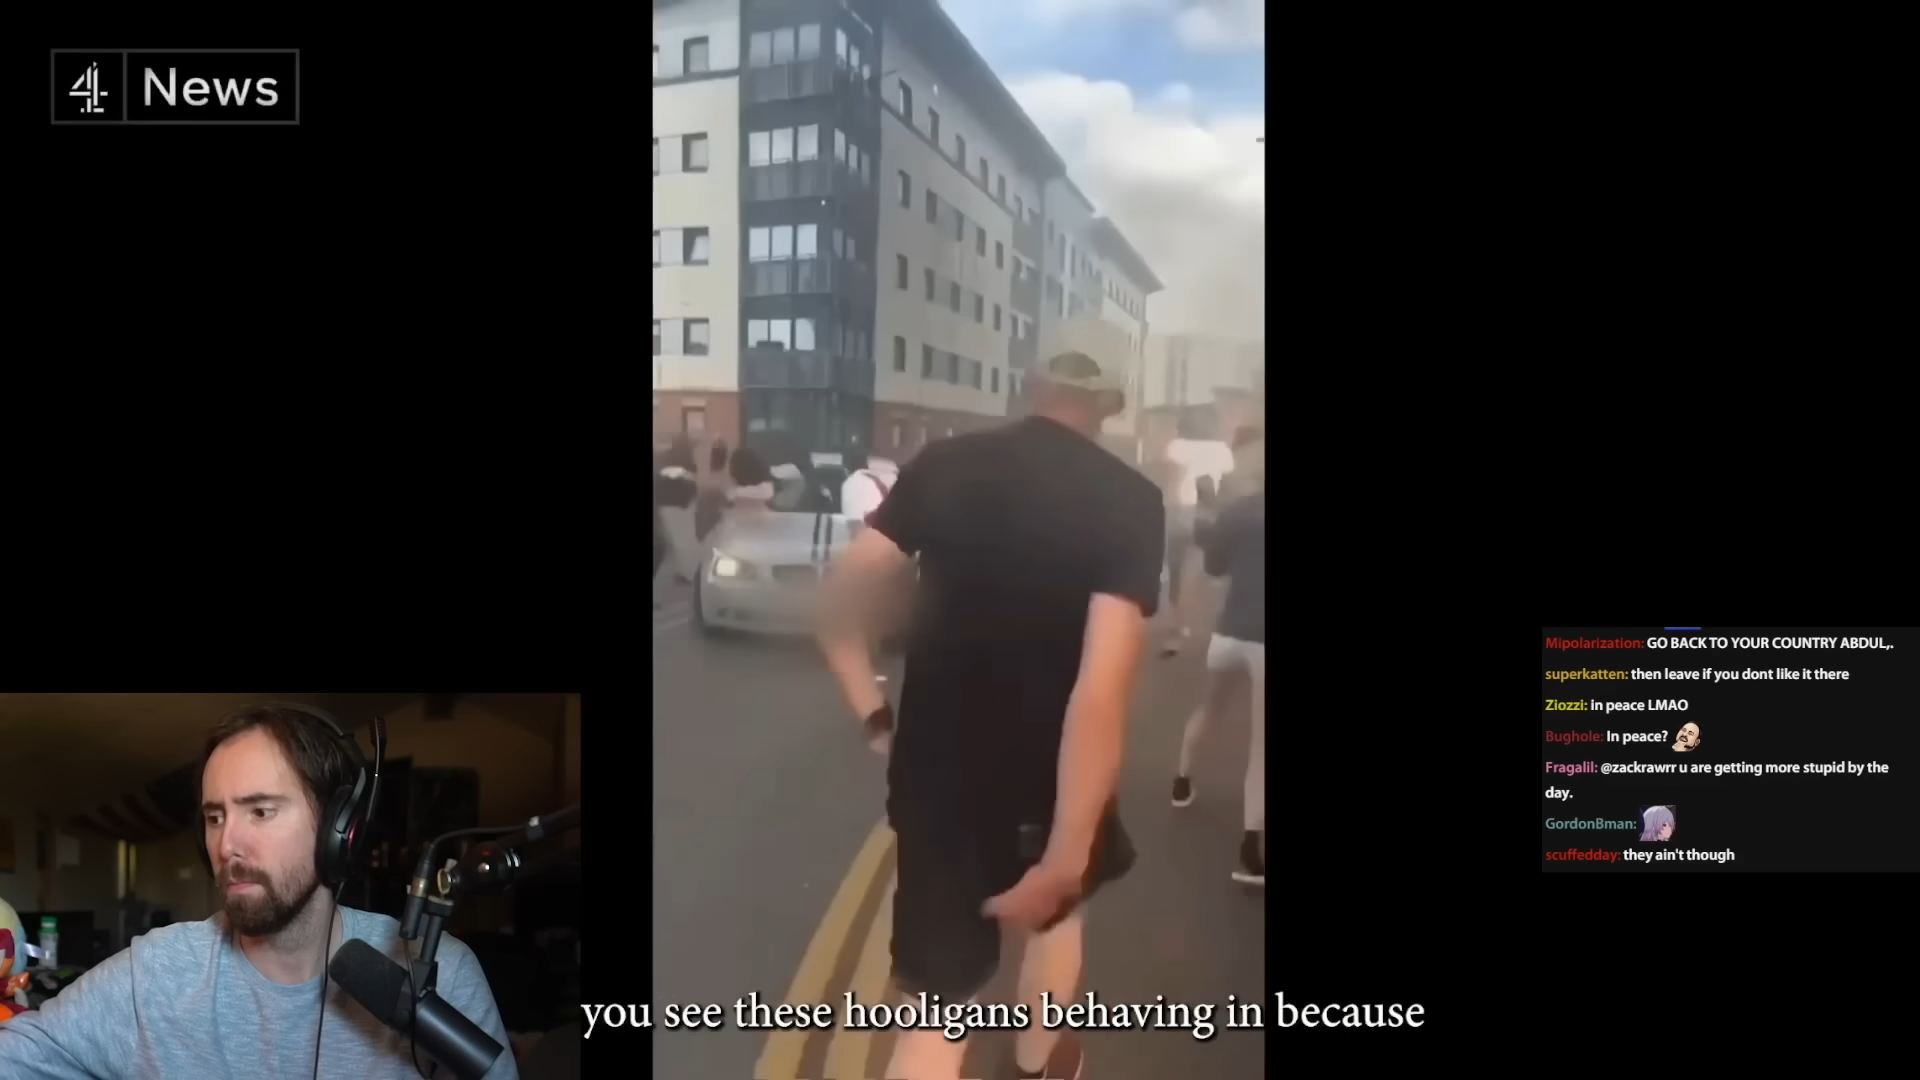 4 News
Mipolarization: GO BACK TO YOUR COUNTRY ABDUL,.
superkatten: then leave if you dont like it there
Ziozzi: in peace LMAO
Bughole: In peace?
Fragalil: @zackrawrr u are getting more stupid by the
day.
GordonBman:
scuffedday: they ain't though
you see these hooligans behaving in because